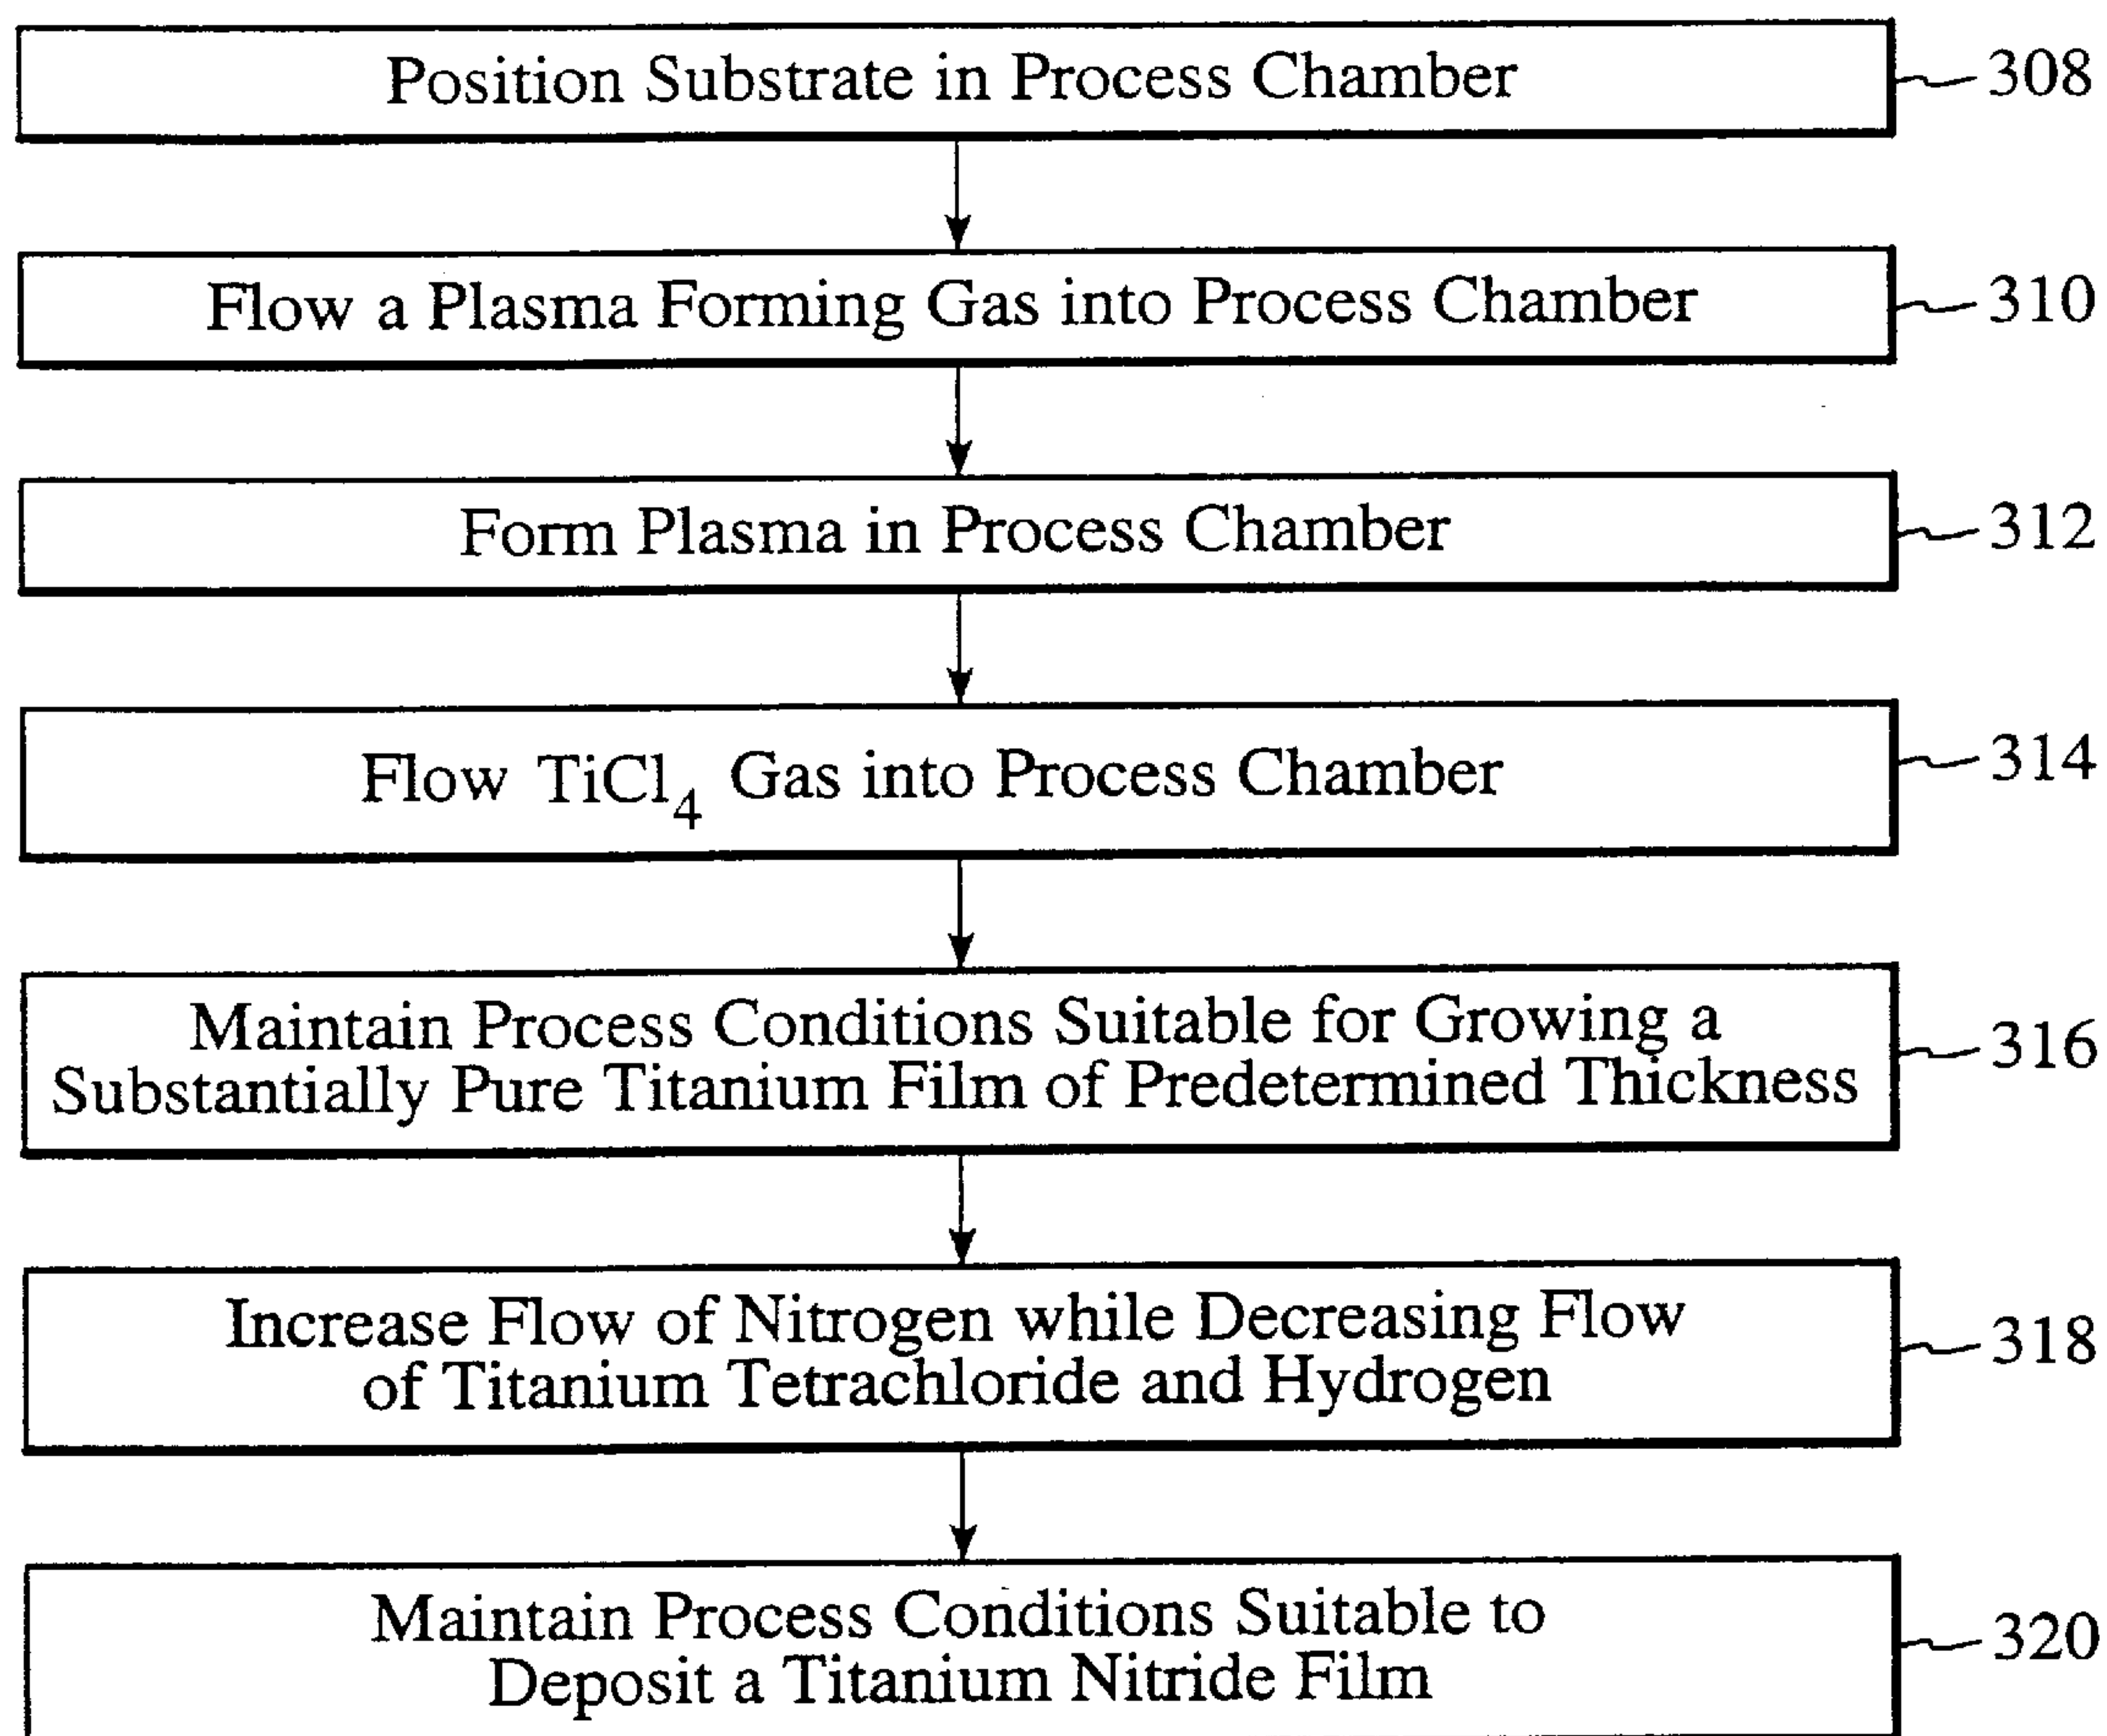 Position Substrate in Process Chamber
308
Flow a Plasma Forming Gas into Process Chamber
310
Form Plasma in Process Chamber
312
Flow TiCl4 Gas into Process Chamber
314
Maintain Process Conditions Suitable for Growing a
Substantially Pure Titanium Film of Predetermined Thickness
316
Increase Flow of Nitrogen while Decreasing Flow
of Titanium Tetrachloride and Hydrogen
318
Maintain Process Conditions Suitable to
Deposit a Titanium Nitride Film
320